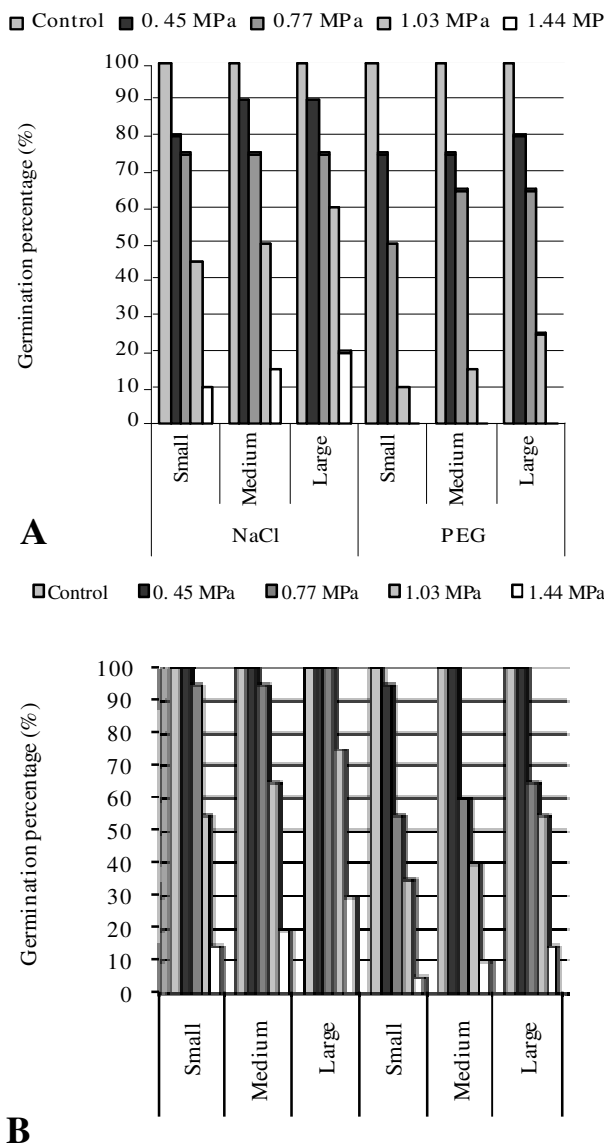 Control 0. 45 MPa 0.77 MPa 1.03 MPa 1.44 MP
Germination percentage (%)
100
90
80
70
60
50
40
30
20
10
0
Small Medium Large Small Medium Large
NaCl PEG
A
Control 0. 45 MPa 0.77 MPa 1.03 MPa 1.44 MPa
Germination percentage (%)
100
90
80
70
60
50
40
30
20
10
0
Small Medium Large Small Medium Large
B